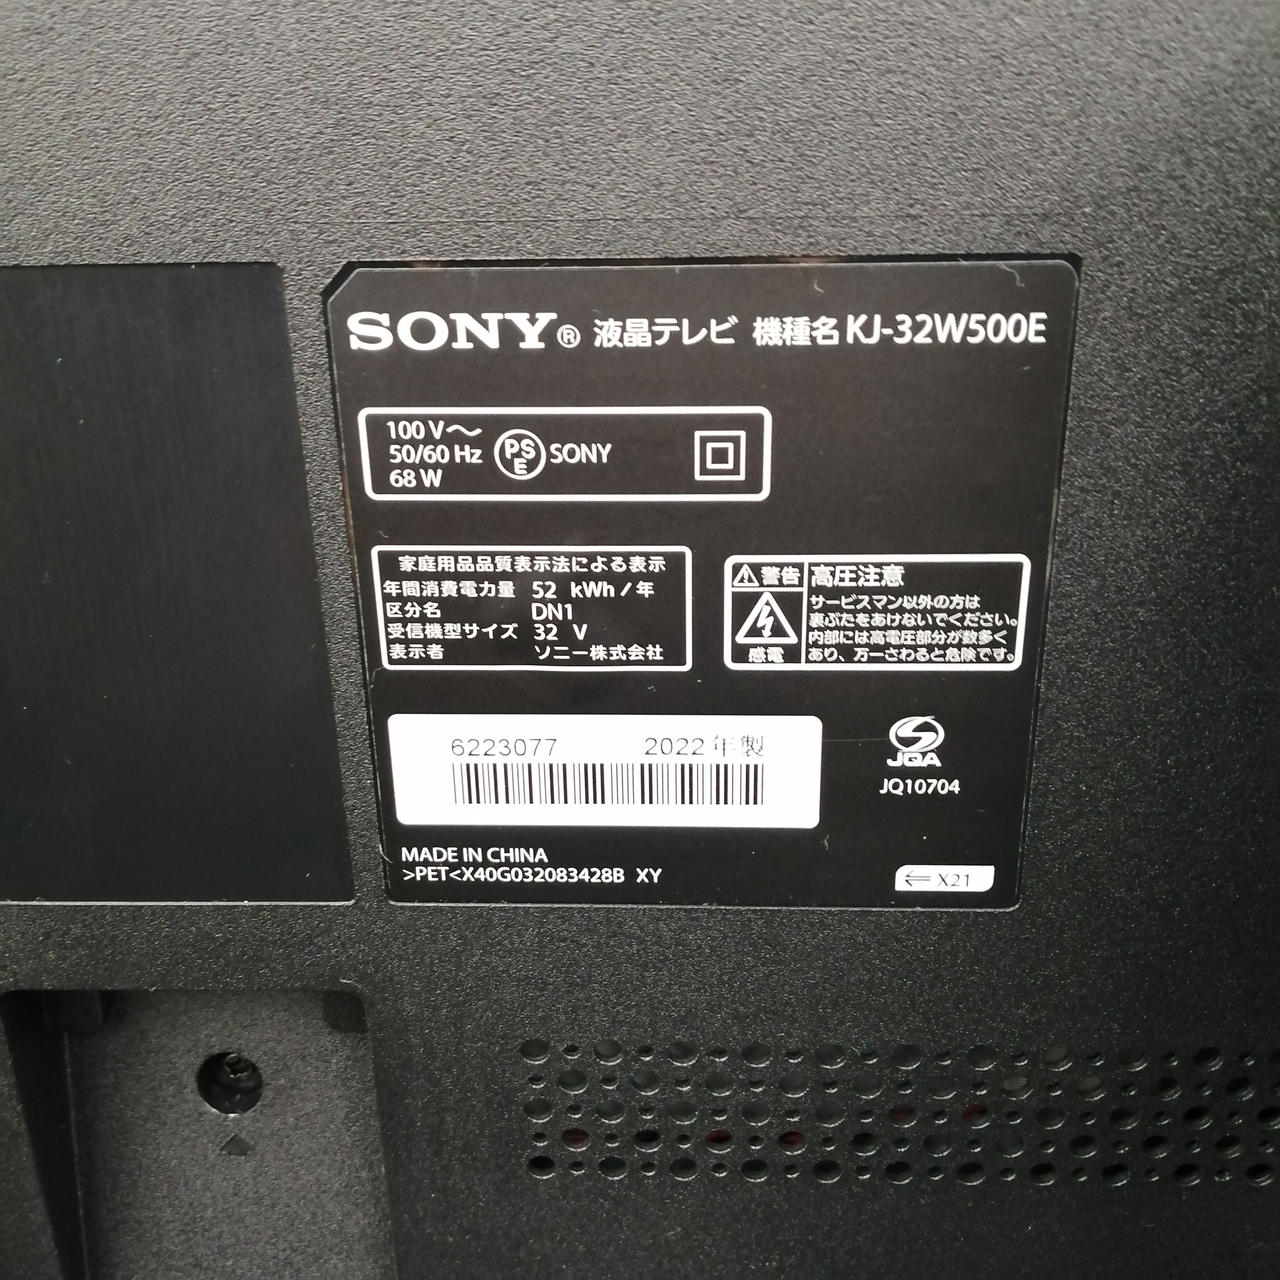 SONY® 液晶テレビ 機種名 KJ-32W500E
100 V～
50/60 Hz
68 W
PSE SONY
家庭用品品質表示法による表示
年間消費電力量 52 kWh / 年
区分名 DN1
受信機型サイズ 32 V
表示者 ソニー株式会社
警告
感電
高圧注意
サービスマン以外の方は
裏ぶたをあけないでください。
内部には高電圧部分が数多く
あり、万一さわると危険です。
6223077 2022年製
JQA
JQ10704
MADE IN CHINA
>PET<X40G032083428B XY
← X21